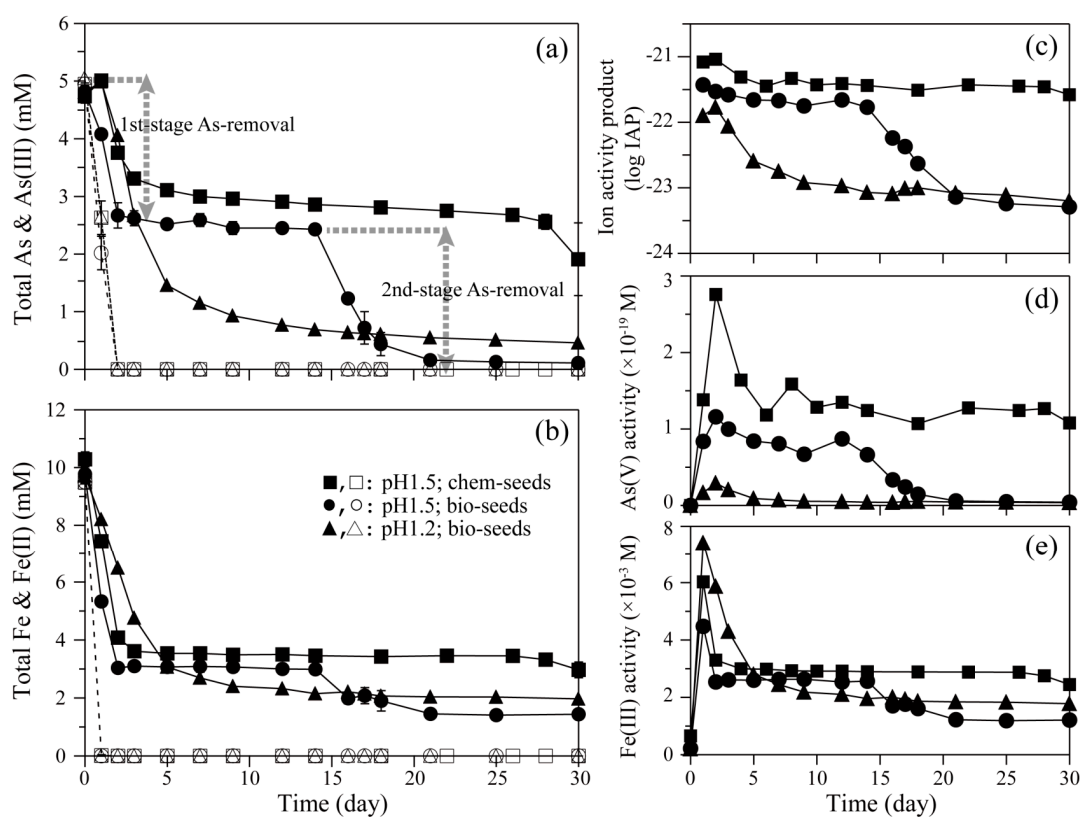 (a)
Total As & As(III) (mM)
6
5
4
3
2
1
0
1st-stage As-removal
2nd-stage As-removal
(b)
Total Fe & Fe(II) (mM)
12
10
8
6
4
2
0
■,□: pH1.5; chem-seeds
●,○: pH1.5; bio-seeds
▲,△: pH1.2; bio-seeds
0 5 10 15 20 25 30
Time (day)
(c)
Ion activity product
(log IAP)
-21
-22
-23
-24
(d)
As(V) activity (×10⁻¹⁹ M)
3
2
1
0
(e)
Fe(III) activity (×10⁻³ M)
8
6
4
2
0
0 5 10 15 20 25 30
Time (day)